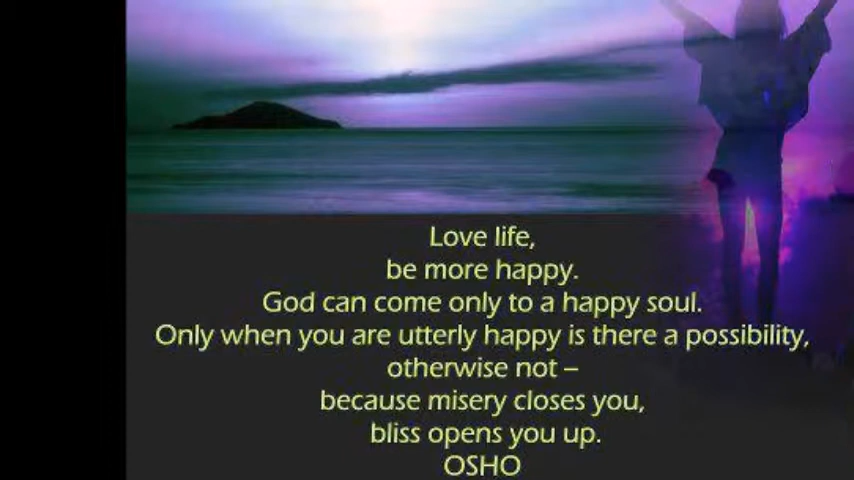 Love life,
be more happy.
God can come only to a happy soul.
Only when you are utterly happy is there a possibility,
otherwise not –
because misery closes you,
bliss opens you up.
OSHO